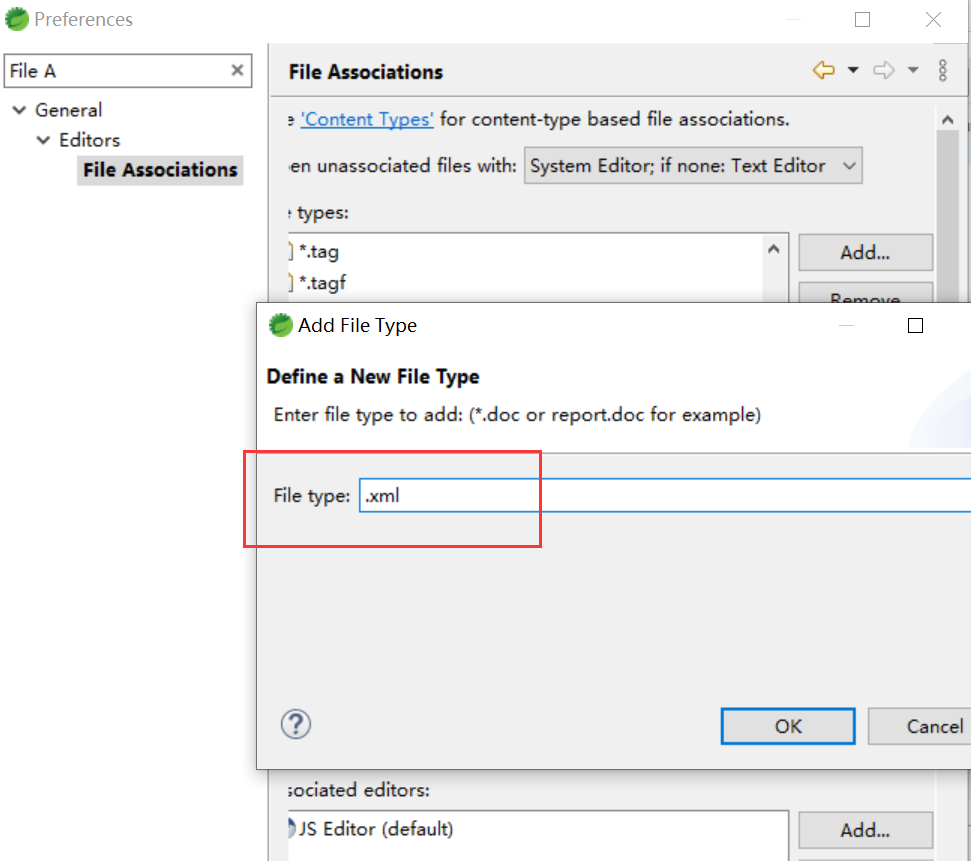 Preferences
File A
General
Editors
File Associations
File Associations
'Content Types' for content-type based file associations.
unassociated files with: System Editor; if none: Text Editor
types:
*.tag
*.tagf
Add...
Remove
Add File Type
Define a New File Type
Enter file type to add: (*.doc or report.doc for example)
File type: .xml
?
OK
Cancel
editors:
JS Editor (default)
Add...